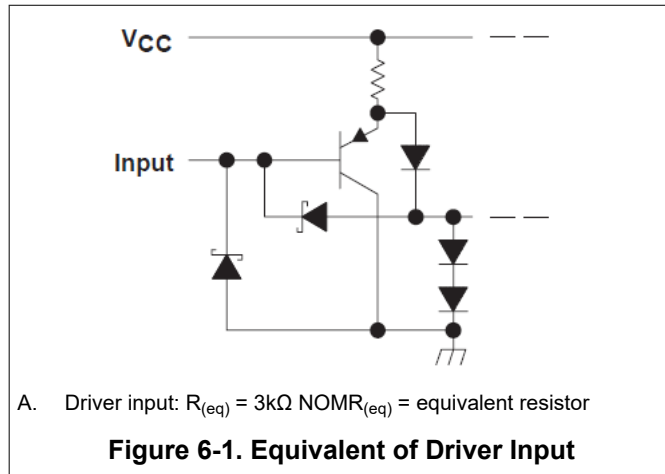 VCC
Input
A. Driver input: R(eq) = 3kΩ NOMR(eq) = equivalent resistor
Figure 6-1. Equivalent of Driver Input